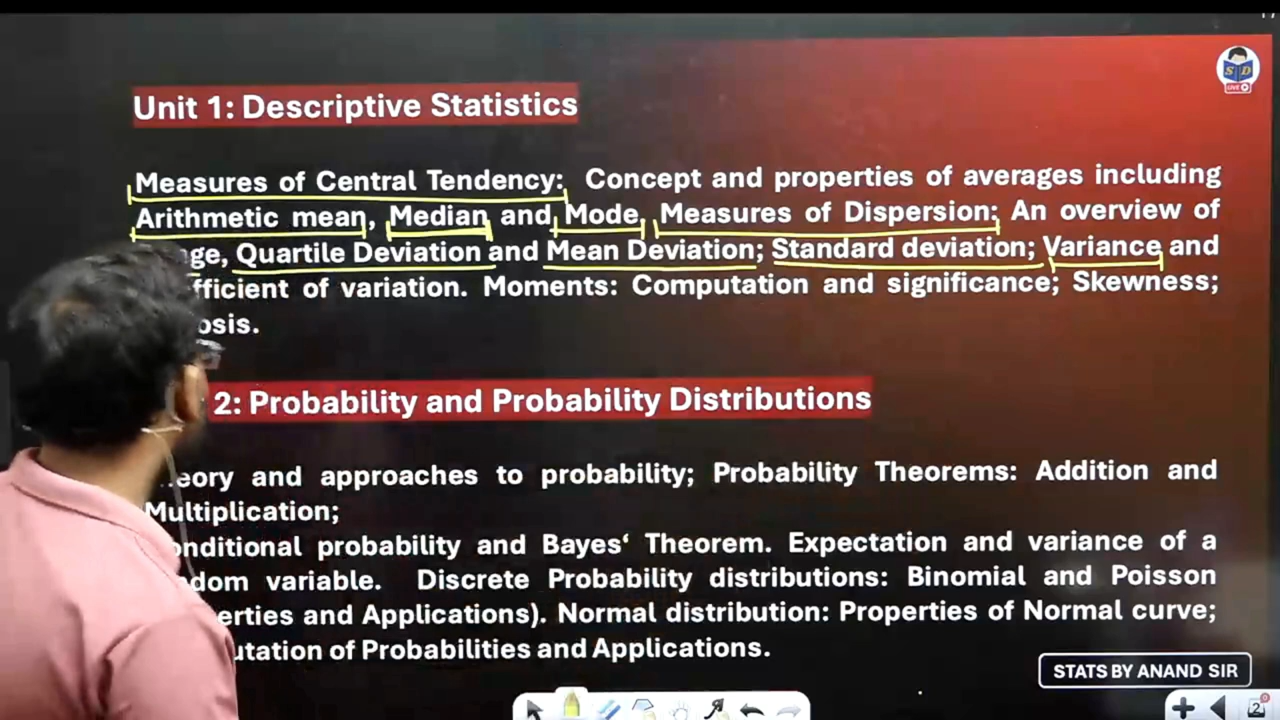 Unit 1: Descriptive Statistics
Measures of Central Tendency: Concept and properties of averages including
Arithmetic mean, Median and Mode, Measures of Dispersion: An overview of
ge, Quartile Deviation and Mean Deviation; Standard deviation; Variance and
fficient of variation. Moments: Computation and significance; Skewness;
osis.
2: Probability and Probability Distributions
eory and approaches to probability; Probability Theorems: Addition and
Multiplication;
onditional probability and Bayes‘ Theorem. Expectation and variance of a
dom variable. Discrete Probability distributions: Binomial and Poisson
erties and Applications). Normal distribution: Properties of Normal curve;
utation of Probabilities and Applications.
STATS BY ANAND SIR
S D
LIVE
2